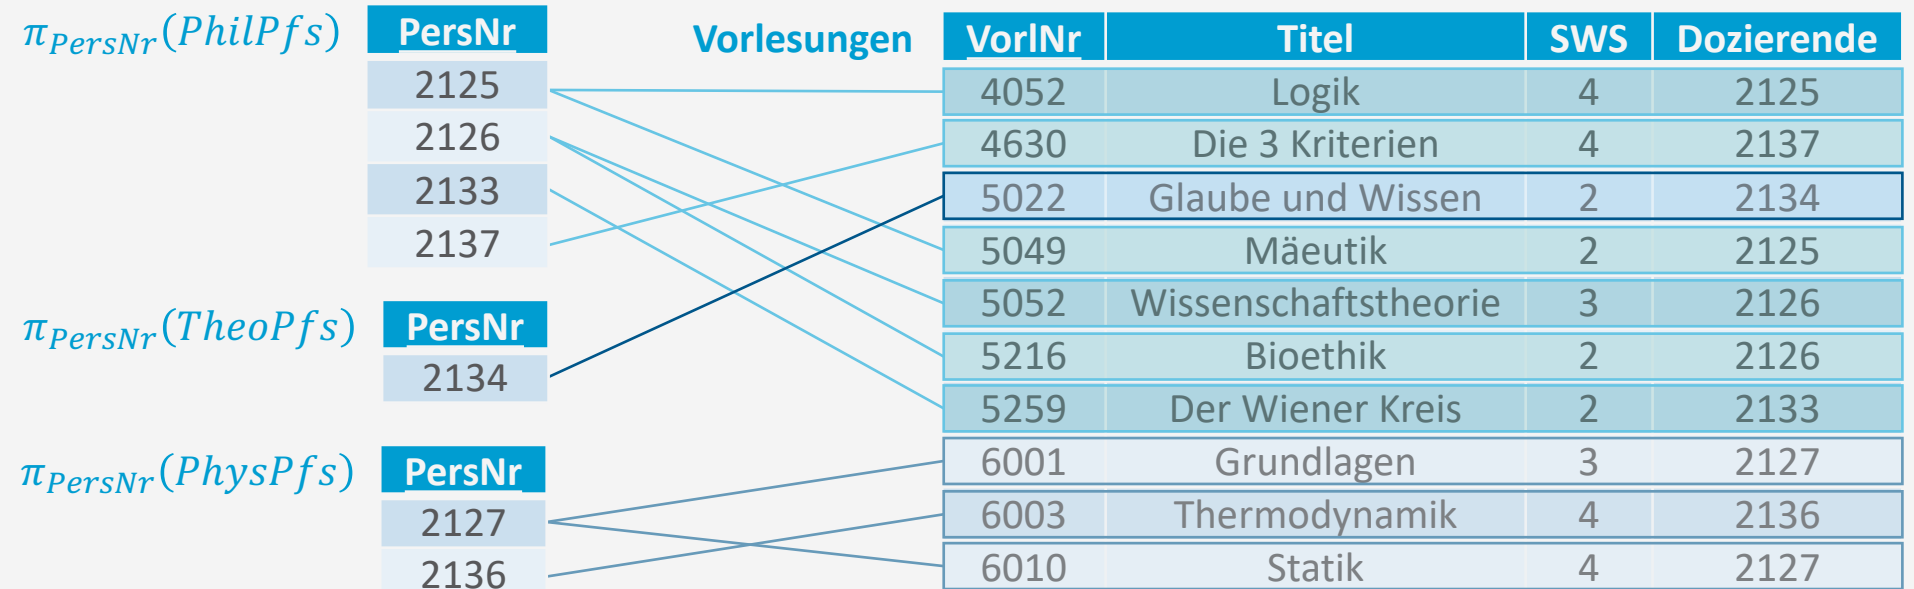 π_PersNr(PhilPfs) PersNr
2125
2126
2133
2137
π_PersNr(TheoPfs) PersNr
2134
π_PersNr(PhysPfs) PersNr
2127
2136
Vorlesungen VorlNr Titel SWS Dozierende
4052 Logik 4 2125
4630 Die 3 Kriterien 4 2137
5022 Glaube und Wissen 2 2134
5049 Mäeutik 2 2125
5052 Wissenschaftstheorie 3 2126
5216 Bioethik 2 2126
5259 Der Wiener Kreis 2 2133
6001 Grundlagen 3 2127
6003 Thermodynamik 4 2136
6010 Statik 4 2127